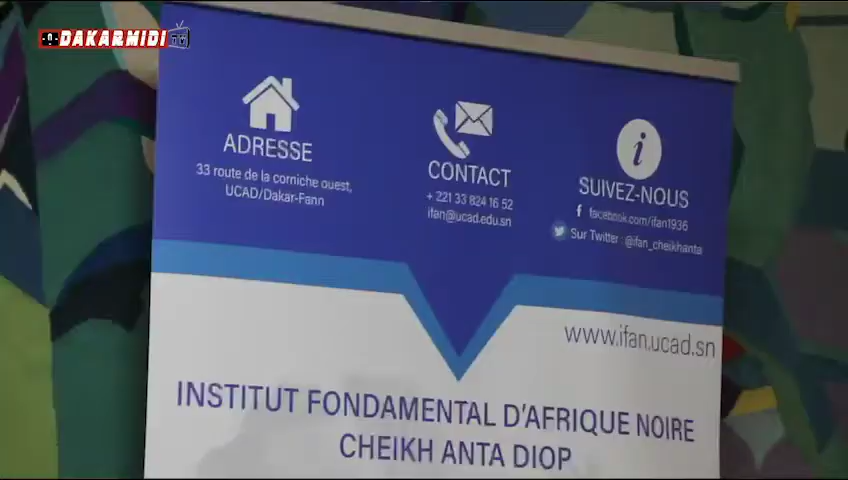 DAKARMIDI TV
ADRESSE
33 route de la corniche ouest,
UCAD/Dakar-Fann
CONTACT
+ 221 33 824 16 52
ifan@ucad.edu.sn
i
SUIVEZ-NOUS
f facebook.com/ifan1936
Sur Twitter : @ifan_cheikhanta
www.ifan.ucad.sn
INSTITUT FONDAMENTAL D'AFRIQUE NOIRE
CHEIKH ANTA DIOP